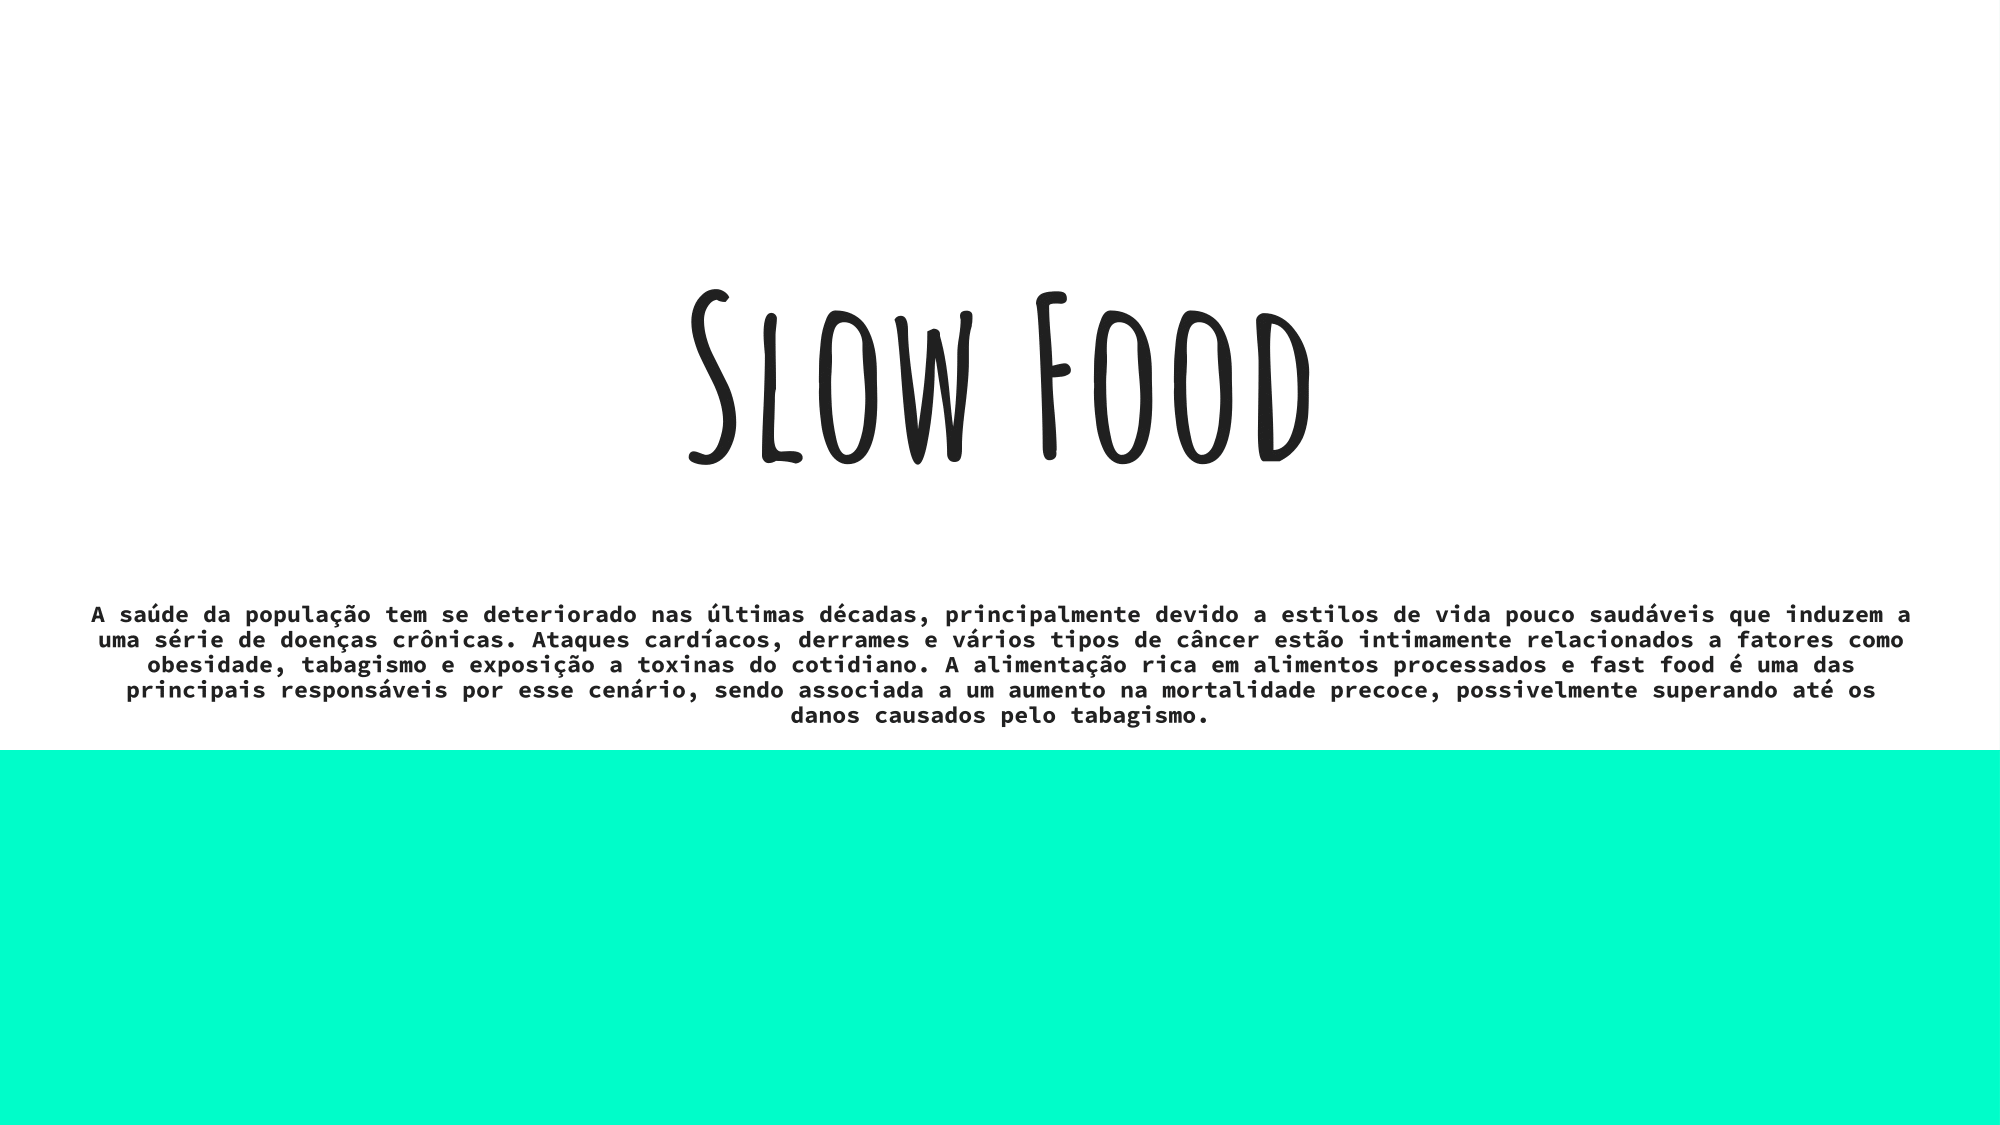 Slow Food
A saúde da população tem se deteriorado nas últimas décadas, principalmente devido a estilos de vida pouco saudáveis que induzem a
uma série de doenças crônicas. Ataques cardíacos, derrames e vários tipos de câncer estão intimamente relacionados a fatores como
obesidade, tabagismo e exposição a toxinas do cotidiano. A alimentação rica em alimentos processados e fast food é uma das
principais responsáveis por esse cenário, sendo associada a um aumento na mortalidade precoce, possivelmente superando até os
danos causados pelo tabagismo.